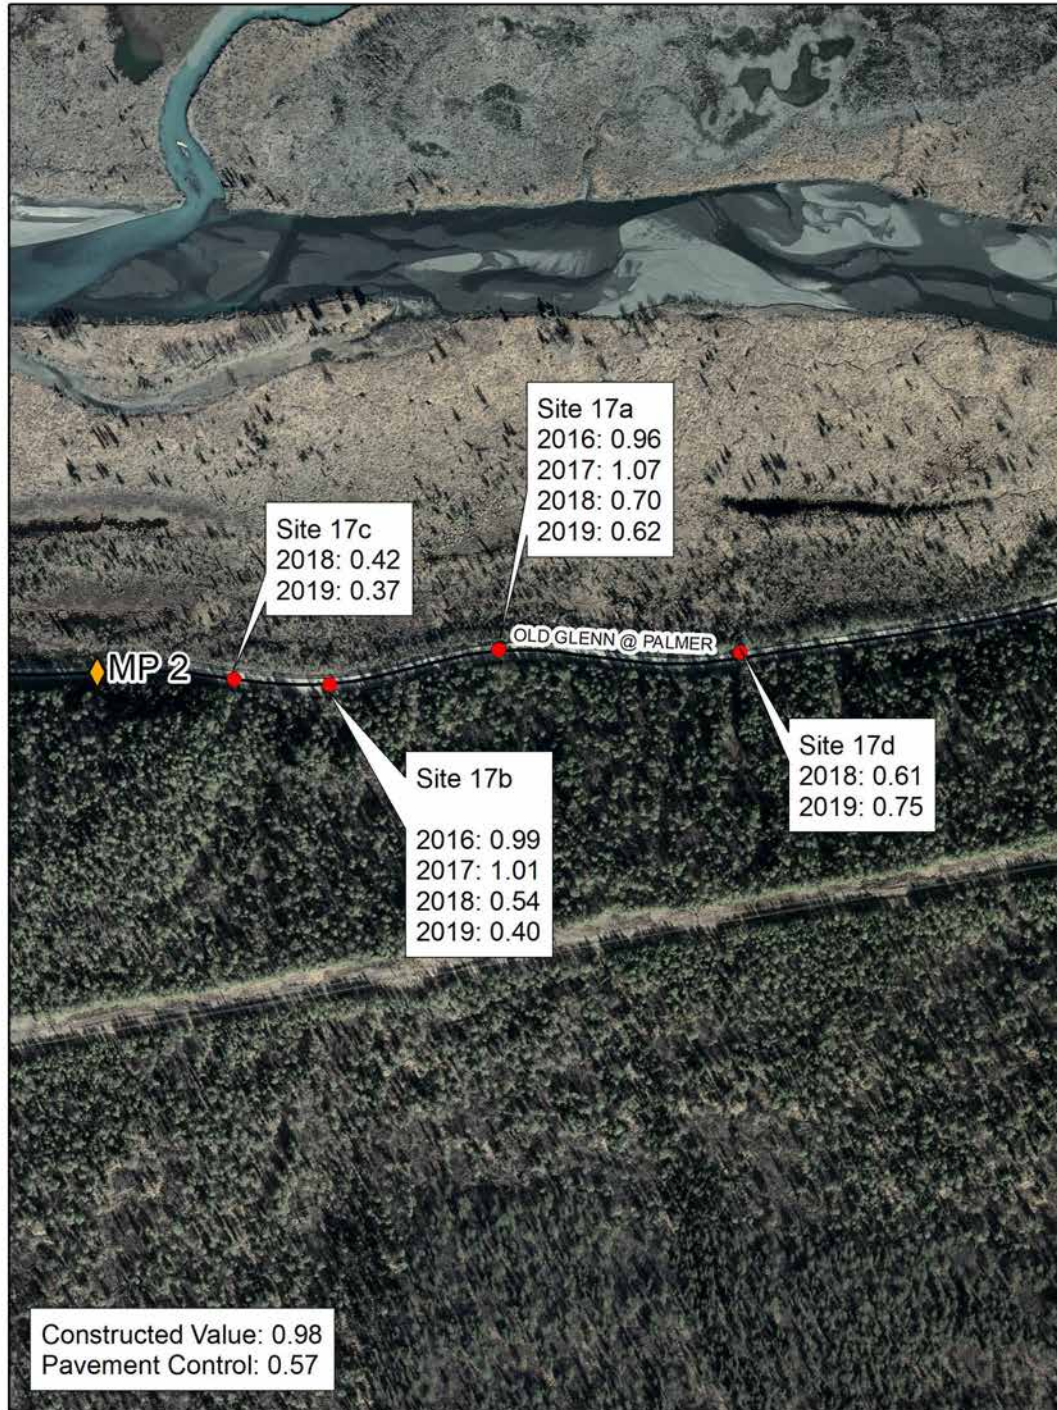 Site 17a
2016: 0.96
2017: 1.07
2018: 0.70
2019: 0.62
Site 17c
2018: 0.42
2019: 0.37
OLD GLENN @ PALMER
MP 2
Site 17d
2018: 0.61
2019: 0.75
Site 17b
2016: 0.99
2017: 1.01
2018: 0.54
2019: 0.40
Constructed Value: 0.98
Pavement Control: 0.57